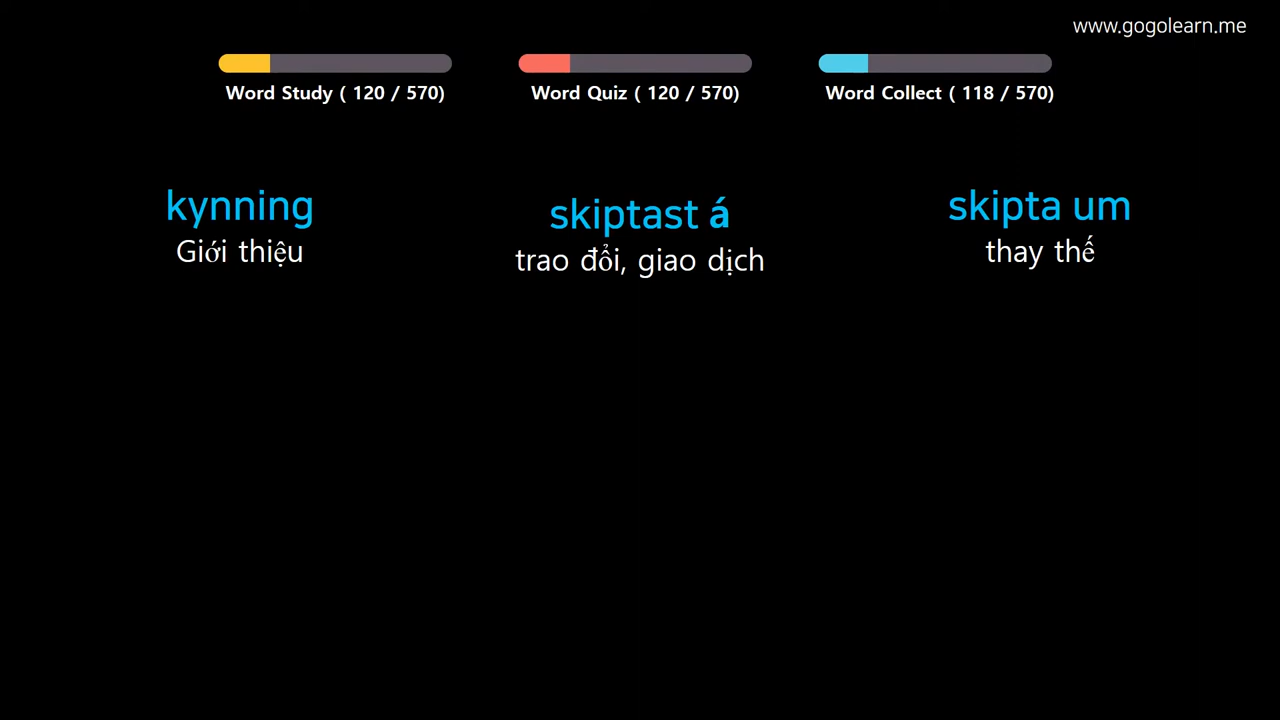 www.gogolearn.me
Word Study ( 120 / 570)
Word Quiz ( 120 / 570)
Word Collect ( 118 / 570)
kynning
Giới thiệu
skiptast á
trao đổi, giao dịch
skipta um
thay thế